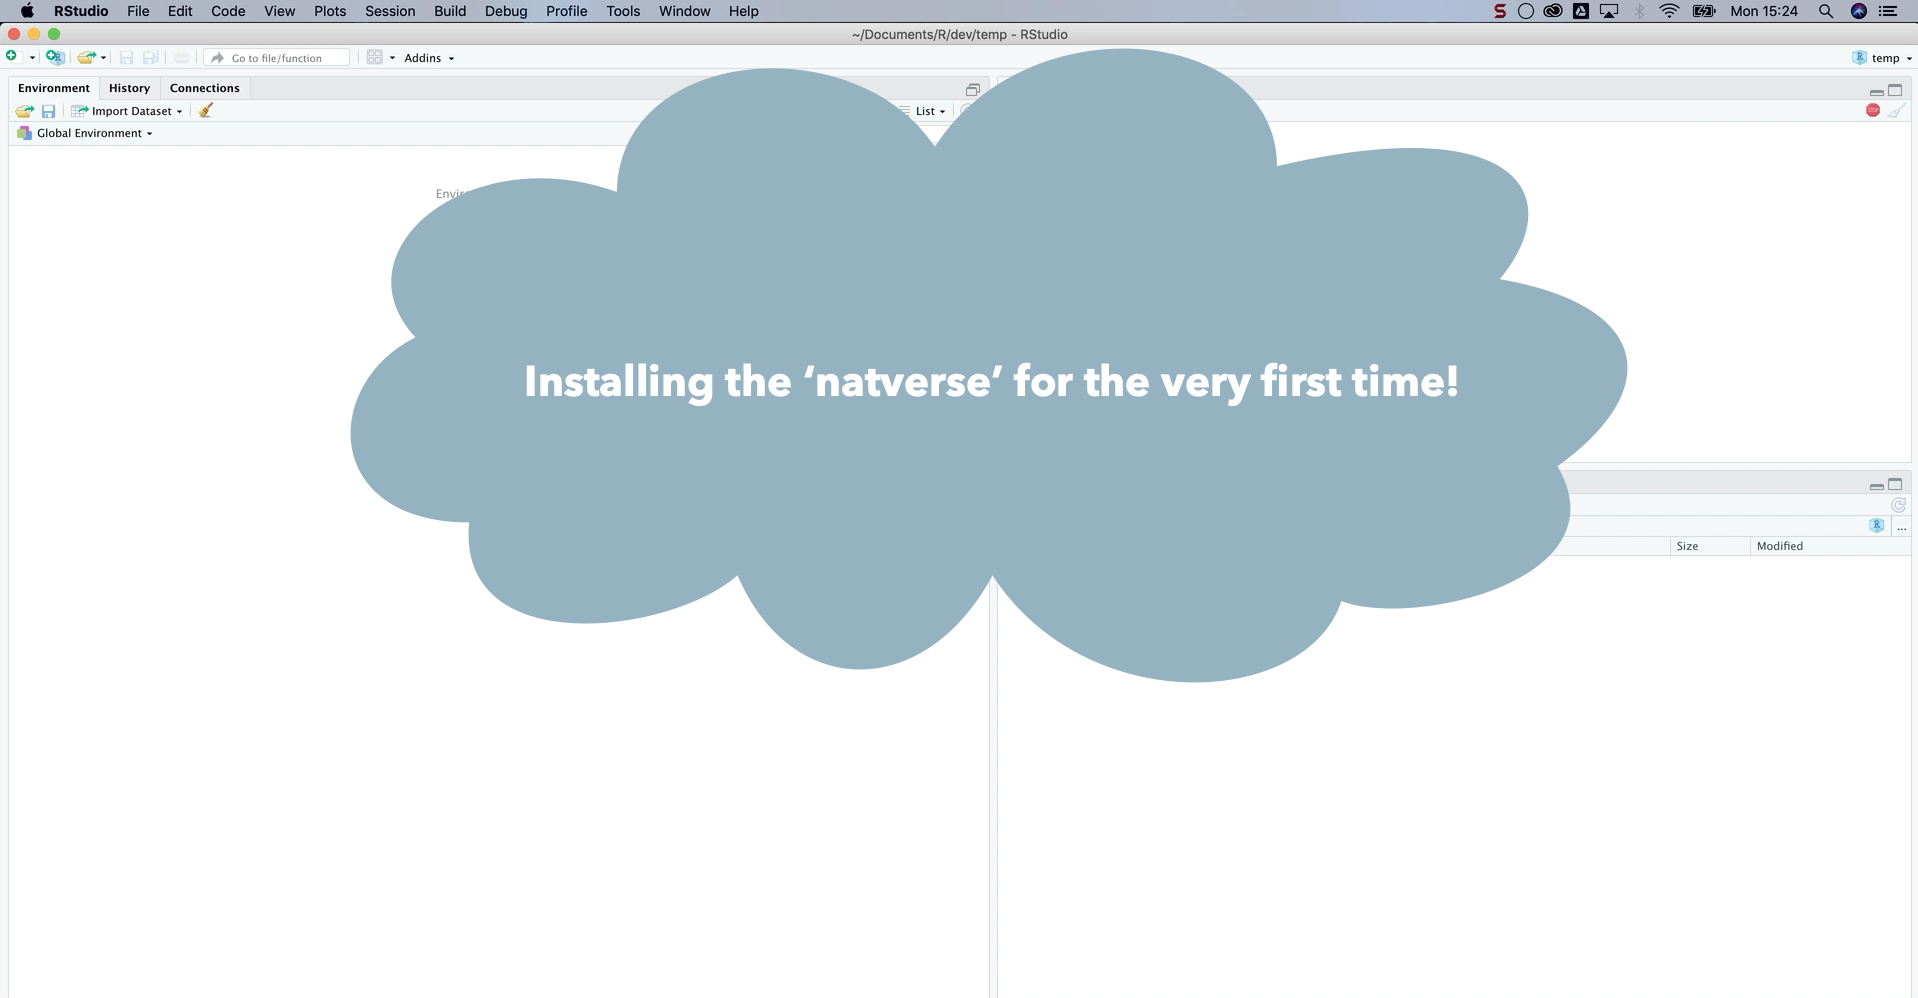 RStudio File Edit Code View Plots Session Build Debug Profile Tools Window Help Mon 15:24
~/Documents/R/dev/temp - RStudio
Go to file/function Addins temp
Environment History Connections
Import Dataset List
Global Environment
Installing the ‘natverse’ for the very first time!
...
Size Modified